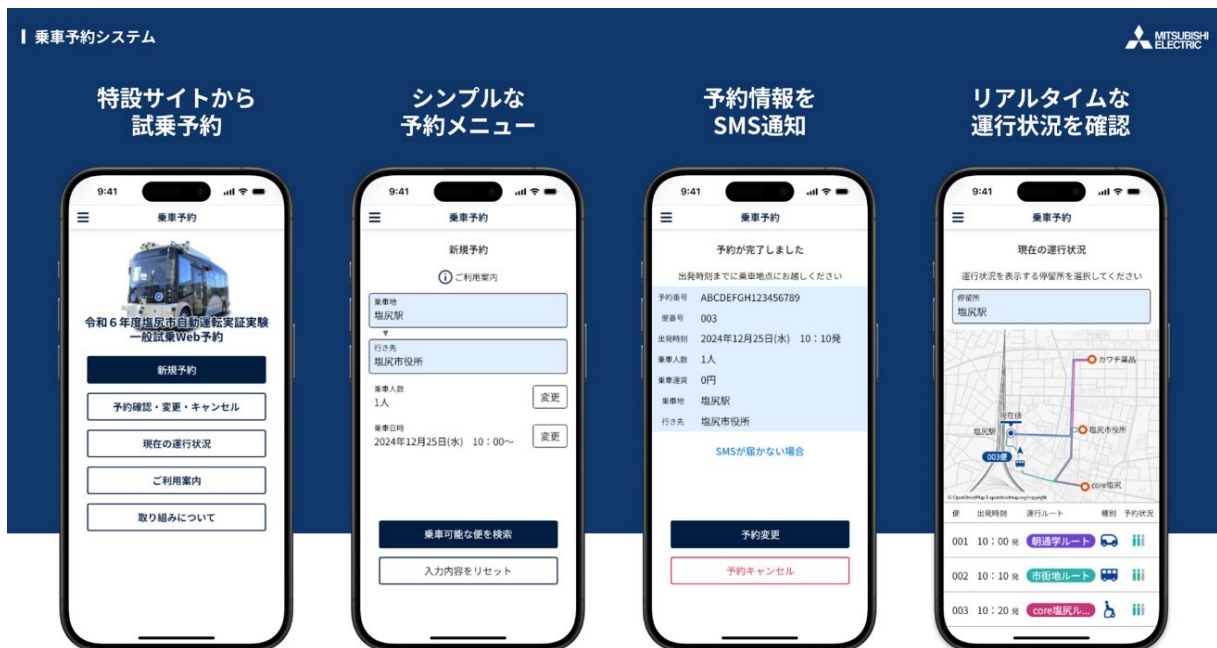 乗車予約システム
MITSUBISHI
ELECTRIC
特設サイトから
試乗予約
9:41
乗車予約
令和6年度塩尻市自動運転実証実験
一般試乗Web予約
新規予約
予約確認・変更・キャンセル
現在の運行状況
ご利用案内
取り組みについて
シンプルな
予約メニュー
9:41
乗車予約
新規予約
ご利用案内
乗車地
塩尻駅
行き先
塩尻市役所
乗車人数
1人
変更
乗車日時
2024年12月25日(水) 10:00~
変更
乗車可能な便を検索
入力内容をリセット
予約情報を
SMS通知
9:41
乗車予約
予約が完了しました
出発時刻までに乗車地点にお越しください
予約番号 ABCDEFGH123456789
便番号 003
出発時刻 2024年12月25日(水) 10:10発
乗車人数 1人
乗車運賃 0円
乗車地 塩尻駅
行き先 塩尻市役所
SMSが届かない場合
予約変更
予約キャンセル
リアルタイムな
運行状況を確認
9:41
乗車予約
現在の運行状況
運行状況を表示する停留所を選択してください
停留所
塩尻駅
カワチ薬品
現在値
塩尻駅
塩尻市役所
003便
core塩尻
便 出発時刻 運行ルート 種別 予約状況
001 10:00発 朝通学ルート
002 10:10発 市街地ルート
003 10:20発 core塩尻ル...